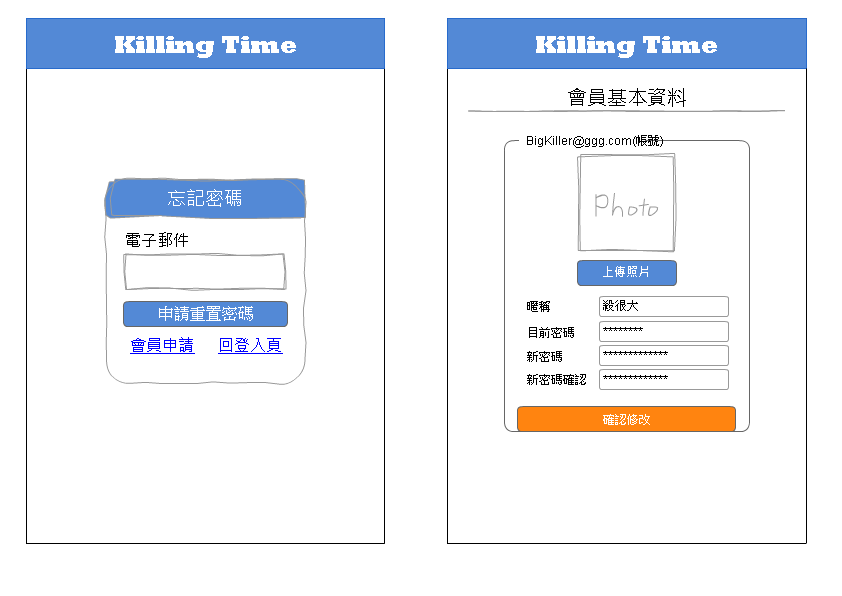 Killing Time
忘記密碼
電子郵件
申請重置密碼
會員申請 回登入頁
Killing Time
會員基本資料
BigKiller@ggg.com(帳號)
Photo
上傳照片
暱稱 殺很大
目前密碼 ********
新密碼 *************
新密碼確認 *************
確認修改